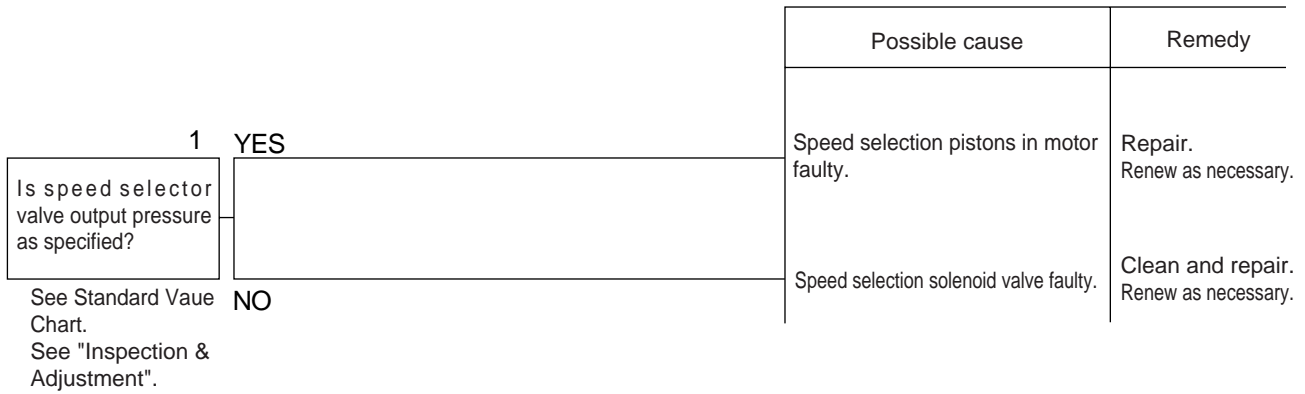 Possible cause
Remedy
1
YES
Is speed selector
valve output pressure
as specified?
Speed selection pistons in motor
faulty.
Repair.
Renew as necessary.
See Standard Vaue
Chart.
See "Inspection &
Adjustment".
NO
Speed selection solenoid valve faulty.
Clean and repair.
Renew as necessary.